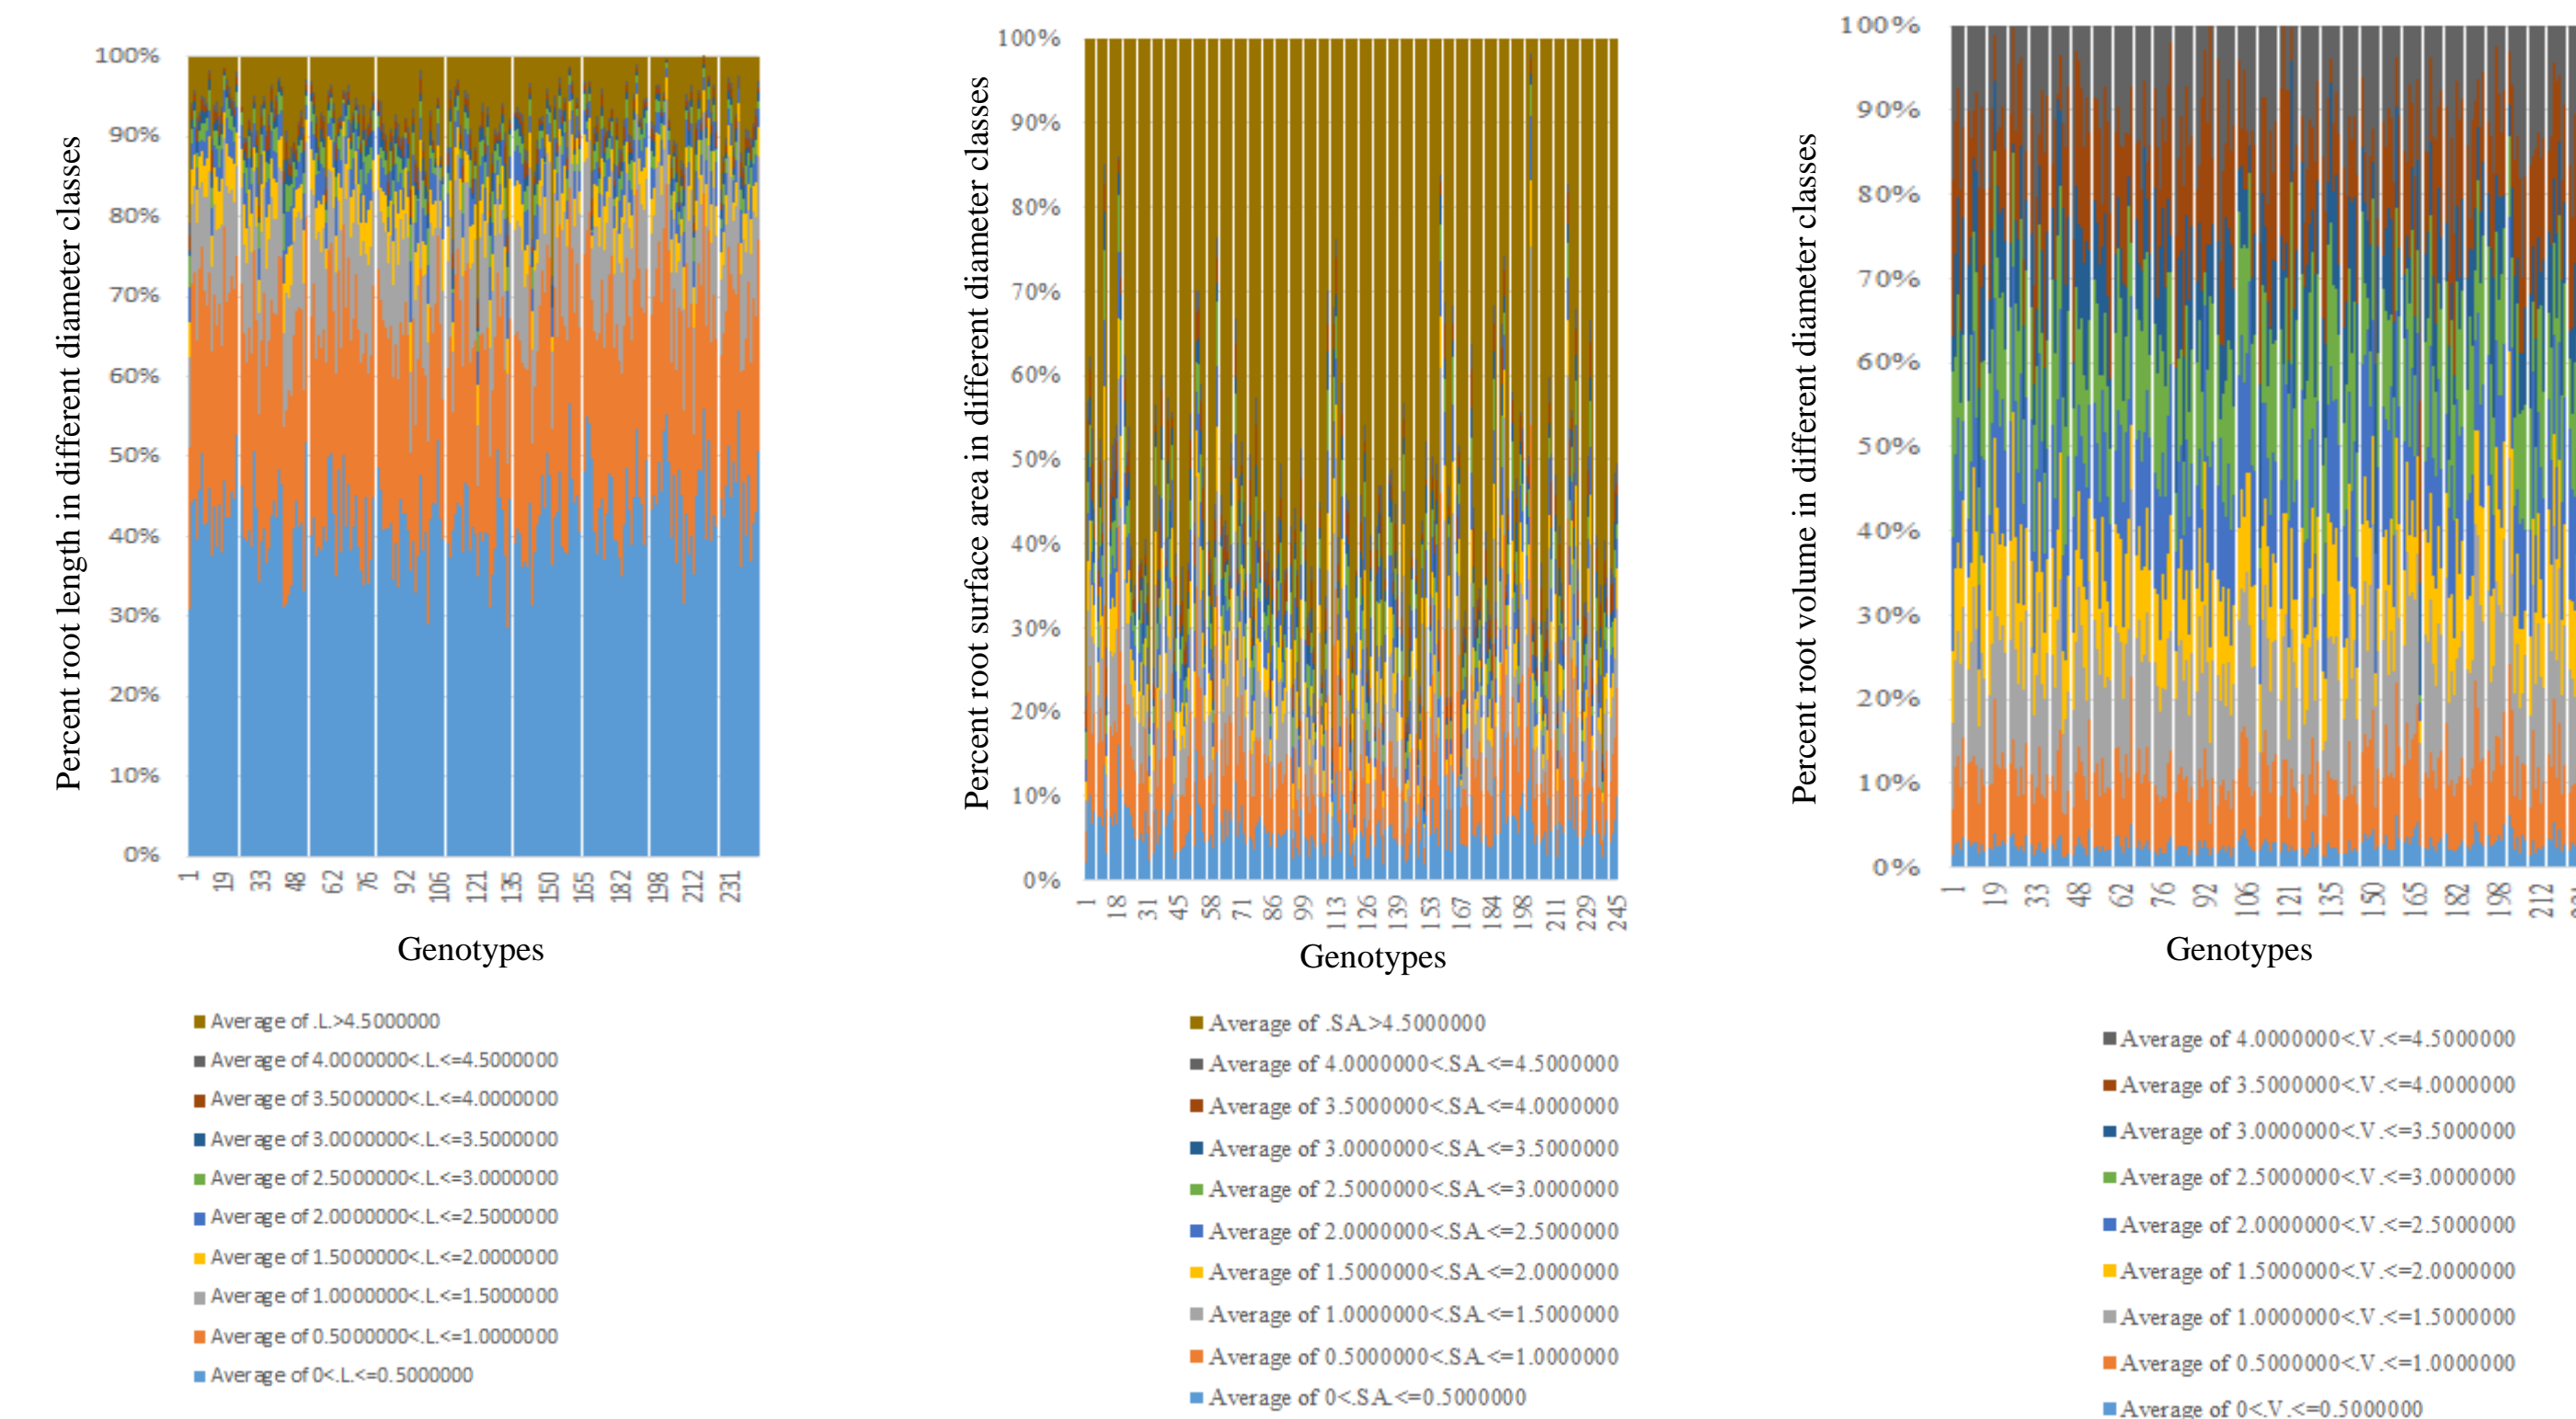 Percent root length in different diameter classes
100%
90%
80%
70%
60%
50%
40%
30%
20%
10%
0%
1 19 33 48 62 76 92 106 121 135 150 165 182 198 212 231
Genotypes
Average of .L.>4.5000000
Average of 4.0000000<.L.<=4.5000000
Average of 3.5000000<.L.<=4.0000000
Average of 3.0000000<.L.<=3.5000000
Average of 2.5000000<.L.<=3.0000000
Average of 2.0000000<.L.<=2.5000000
Average of 1.5000000<.L.<=2.0000000
Average of 1.0000000<.L.<=1.5000000
Average of 0.5000000<.L.<=1.0000000
Average of 0<.L.<=0.5000000
Percent root surface area in different diameter classes
100%
90%
80%
70%
60%
50%
40%
30%
20%
10%
0%
1 18 31 45 58 71 86 99 113 126 139 153 167 184 198 211 229 245
Genotypes
Average of .SA.>4.5000000
Average of 4.0000000<.SA.<=4.5000000
Average of 3.5000000<.SA.<=4.0000000
Average of 3.0000000<.SA.<=3.5000000
Average of 2.5000000<.SA.<=3.0000000
Average of 2.0000000<.SA.<=2.5000000
Average of 1.5000000<.SA.<=2.0000000
Average of 1.0000000<.SA.<=1.5000000
Average of 0.5000000<.SA.<=1.0000000
Average of 0<.SA.<=0.5000000
Percent root volume in different diameter classes
100%
90%
80%
70%
60%
50%
40%
30%
20%
10%
0%
1 19 33 48 62 76 92 106 121 135 150 165 182 198 212
Genotypes
Average of 4.0000000<.V.<=4.5000000
Average of 3.5000000<.V.<=4.0000000
Average of 3.0000000<.V.<=3.5000000
Average of 2.5000000<.V.<=3.0000000
Average of 2.0000000<.V.<=2.5000000
Average of 1.5000000<.V.<=2.0000000
Average of 1.0000000<.V.<=1.5000000
Average of 0.5000000<.V.<=1.0000000
Average of 0<.V.<=0.5000000